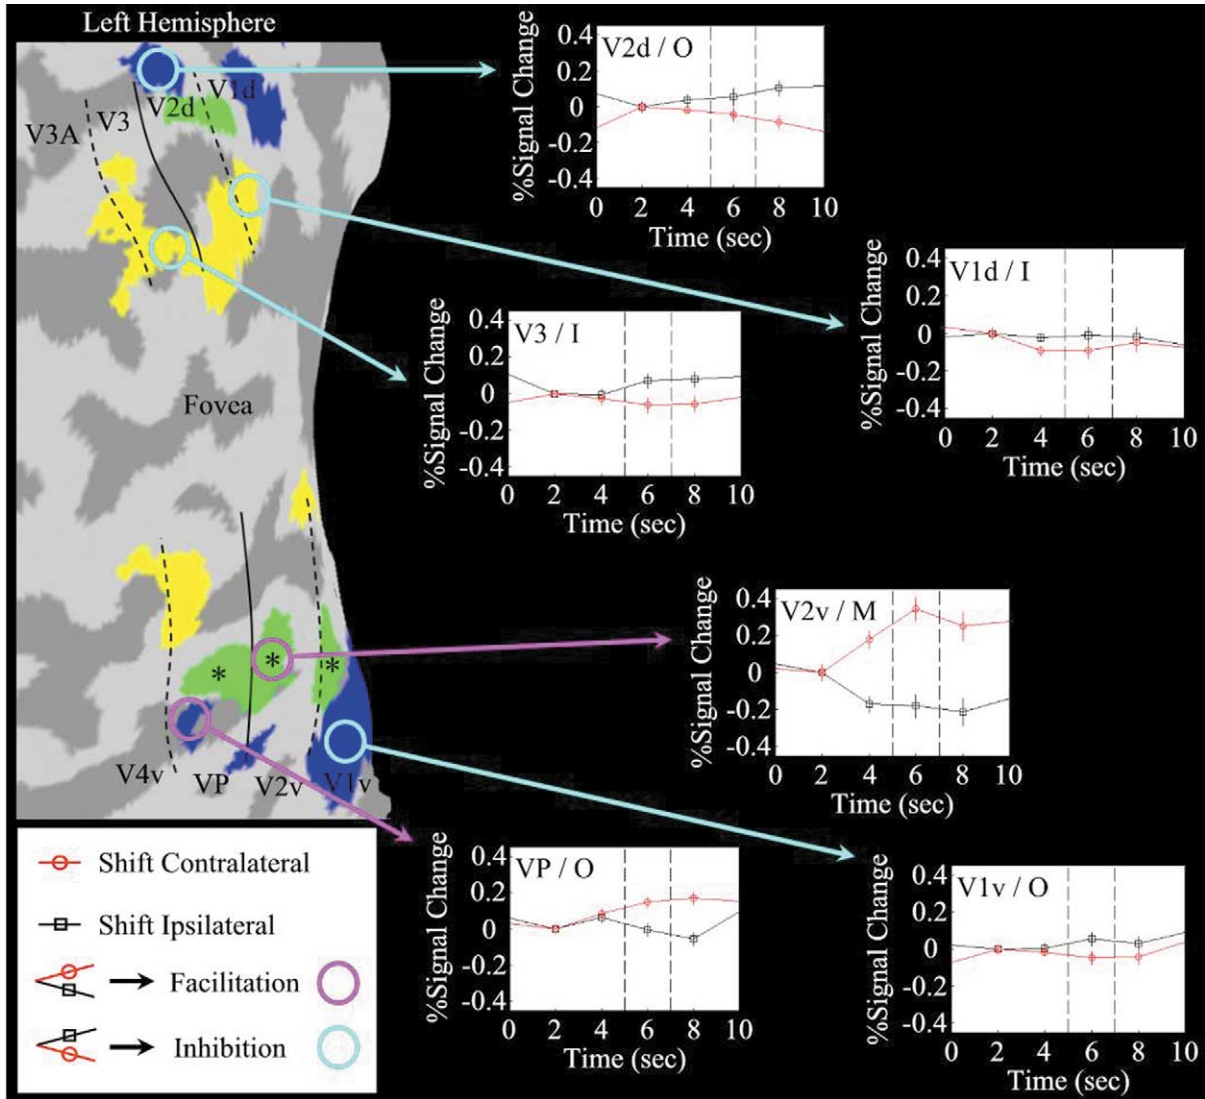 Left Hemisphere
V3A
V3
V2d
V1d
Fovea
*
*
*
V4v
VP
V2v
V1v
V2d / O
%Signal Change
0.4
0.2
0
-0.2
-0.4
0 2 4 6 8 10
Time (sec)
V1d / I
%Signal Change
0.4
0.2
0
-0.2
-0.4
0 2 4 6 8 10
Time (sec)
V3 / I
%Signal Change
0.4
0.2
0
-0.2
-0.4
0 2 4 6 8 10
Time (sec)
V2v / M
%Signal Change
0.4
0.2
0
-0.2
-0.4
0 2 4 6 8 10
Time (sec)
VP / O
%Signal Change
0.4
0.2
0
-0.2
-0.4
0 2 4 6 8 10
Time (sec)
V1v / O
%Signal Change
0.4
0.2
0
-0.2
-0.4
0 2 4 6 8 10
Time (sec)
Shift Contralateral
Shift Ipsilateral
Facilitation
Inhibition